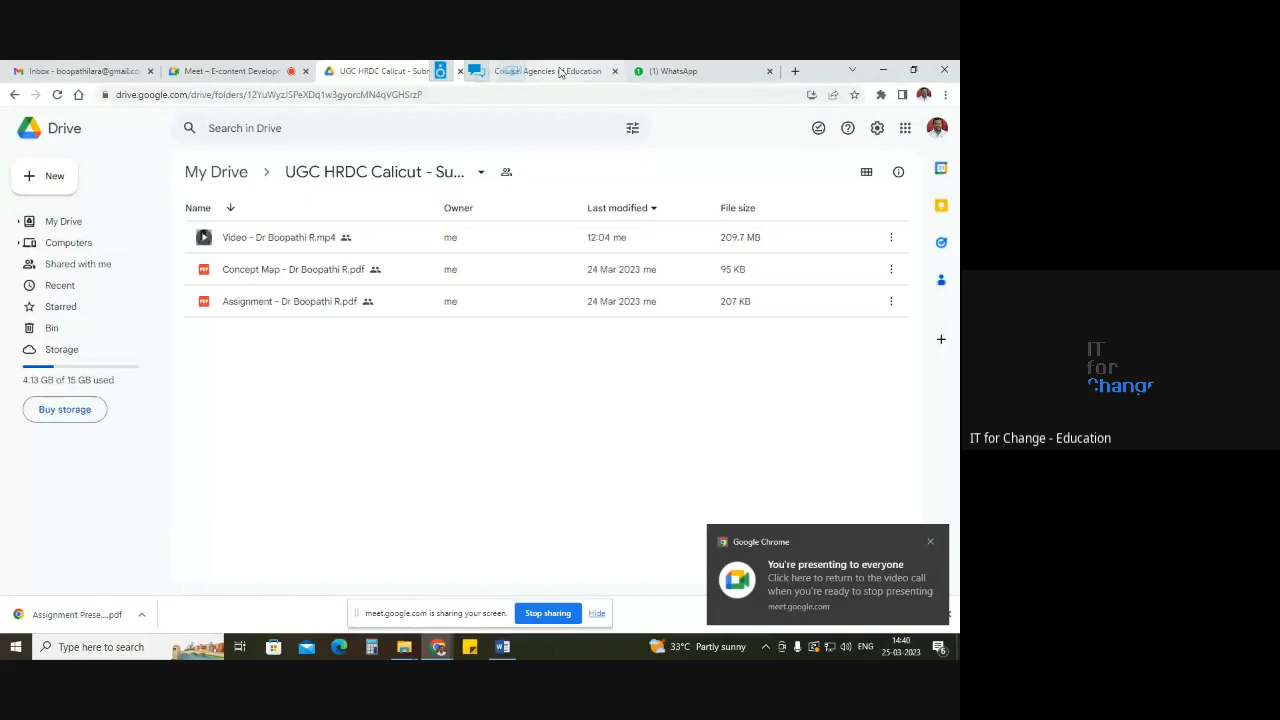 Inbox - boopathilara@gmail.co
Meet – E-content Develop
UGC HRDC Calicut - Sub
Agencies
Education
(1) WhatsApp
drive.google.com/drive/folders/12YuWyzJSPeXDq1w3gyorcMN4qVGHSrzP
Drive
Search in Drive
New
My Drive
Computers
Shared with me
Recent
Starred
Bin
Storage
4.13 GB of 15 GB used
Buy storage
My Drive > UGC HRDC Calicut - Su...
Name Owner Last modified File size
Video - Dr Boopathi R.mp4 me 12:04 me 209.7 MB
Concept Map - Dr Boopathi R.pdf me 24 Mar 2023 me 95 KB
Assignment - Dr Boopathi R.pdf me 24 Mar 2023 me 207 KB
Google Chrome
You're presenting to everyone
Click here to return to the video call
when you're ready to stop presenting
meet.google.com
Assignment Prese....pdf
meet.google.com is sharing your screen. Stop sharing Hide
Type here to search
33°C Partly sunny
ENG
14:40
25-03-2023
6
IT
for
Change
IT for Change - Education